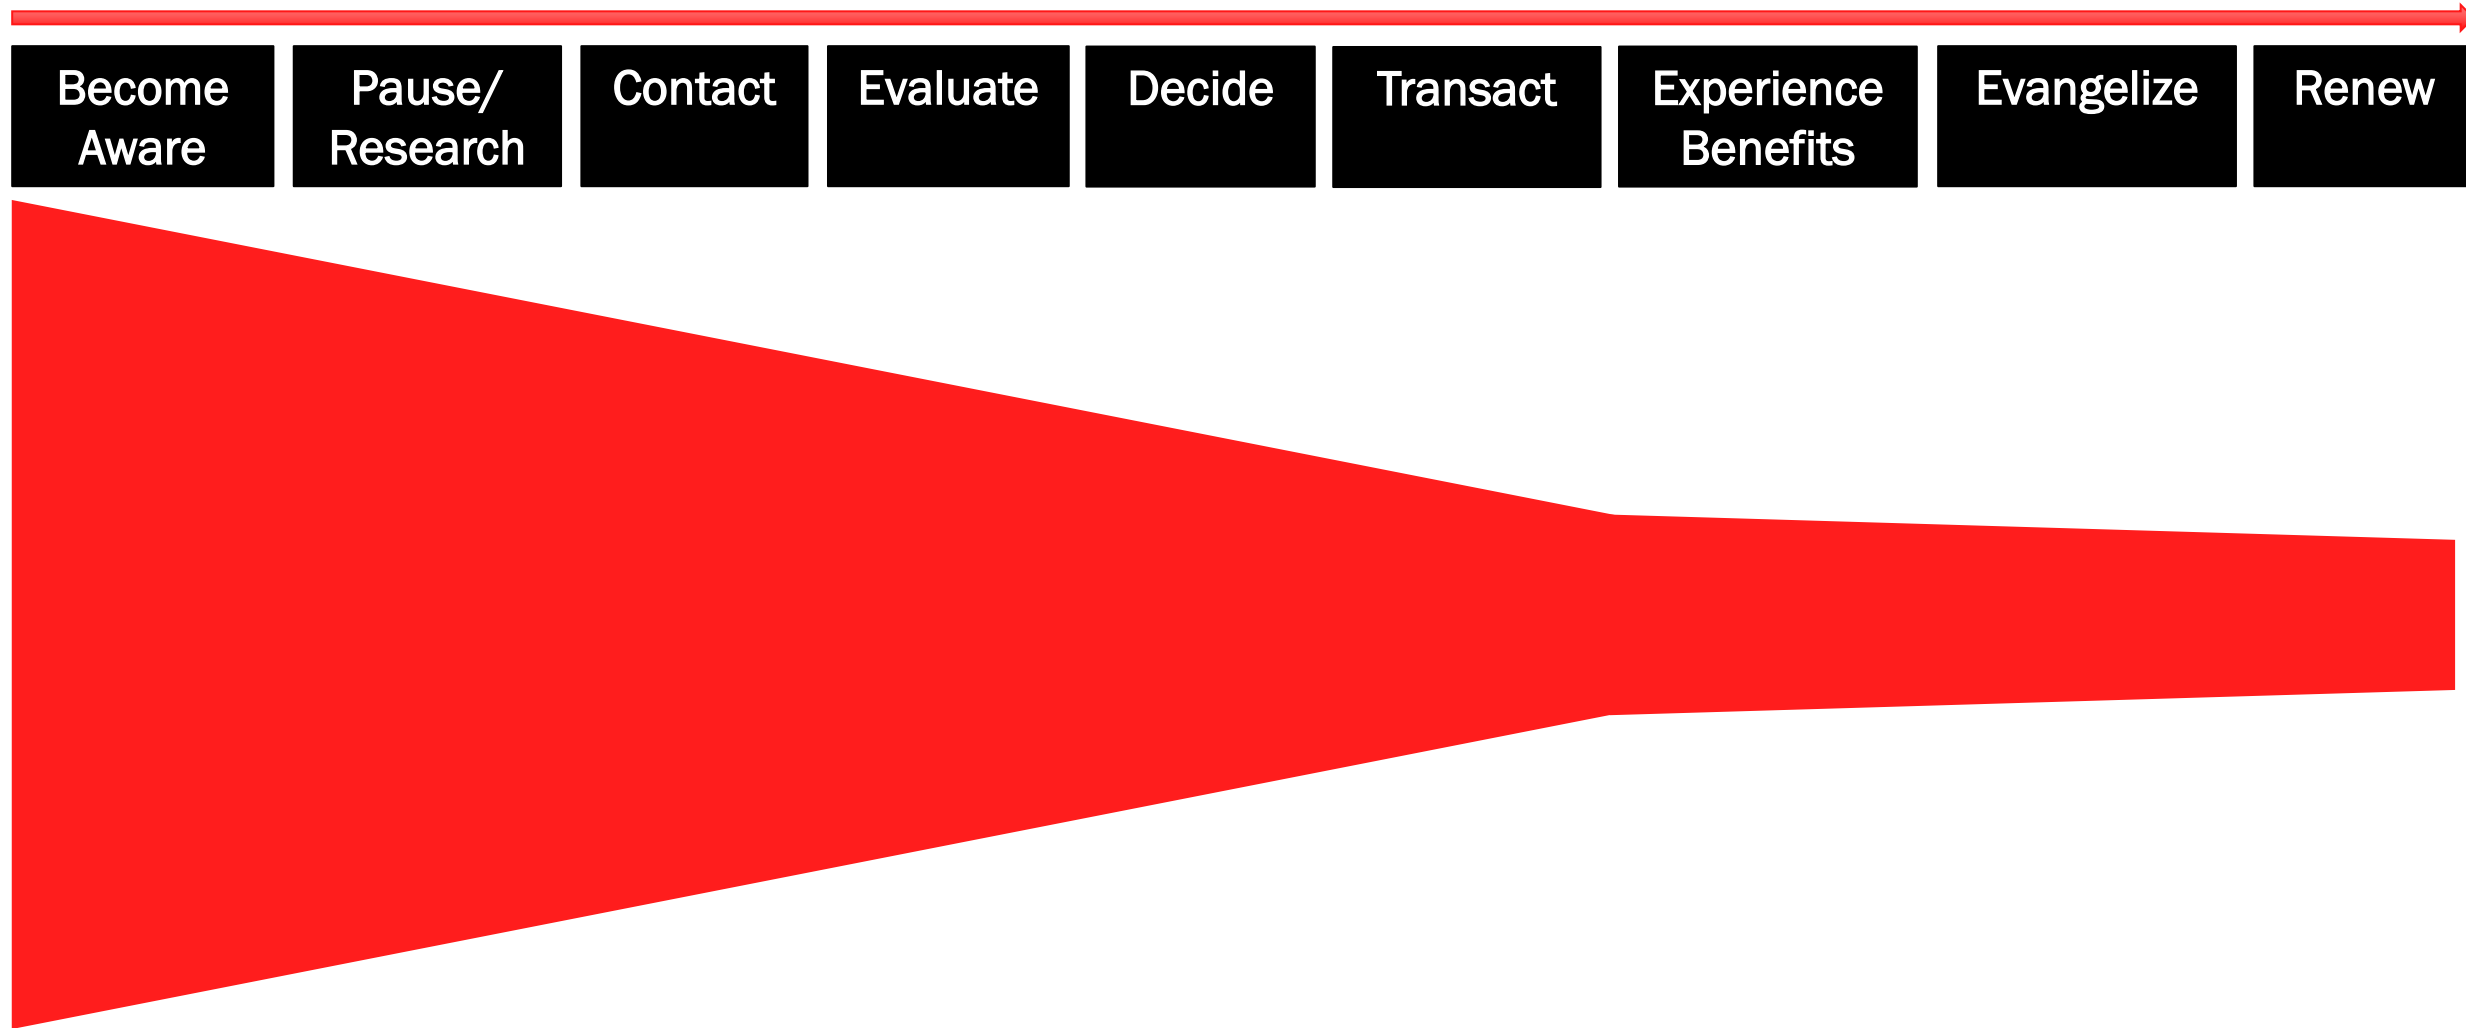 Become
Aware
Pause/
Research
Contact
Evaluate
Decide
Transact
Experience
Benefits
Evangelize
Renew